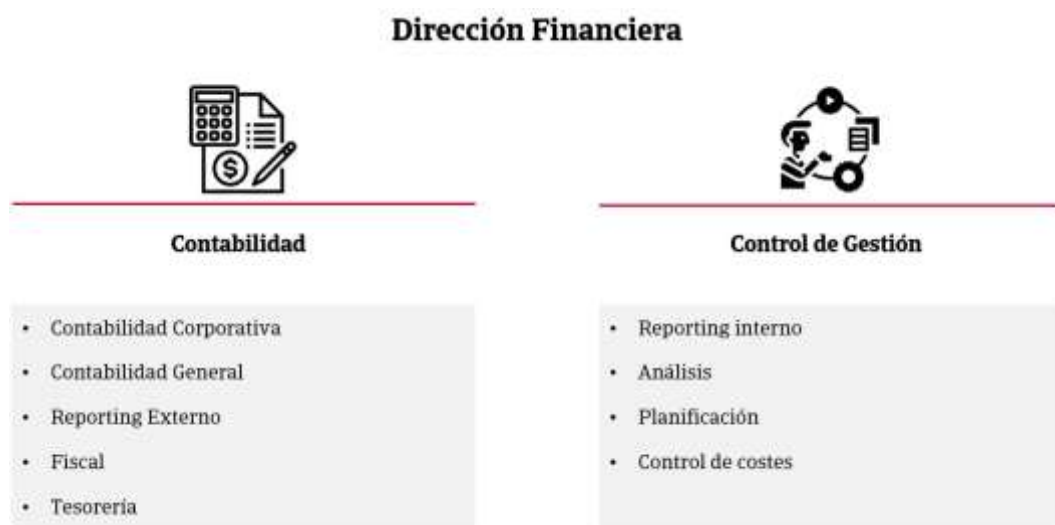 Dirección Financiera
Contabilidad
• Contabilidad Corporativa
• Contabilidad General
• Reporting Externo
• Fiscal
• Tesorería
Control de Gestión
• Reporting interno
• Análisis
• Planificación
• Control de costes